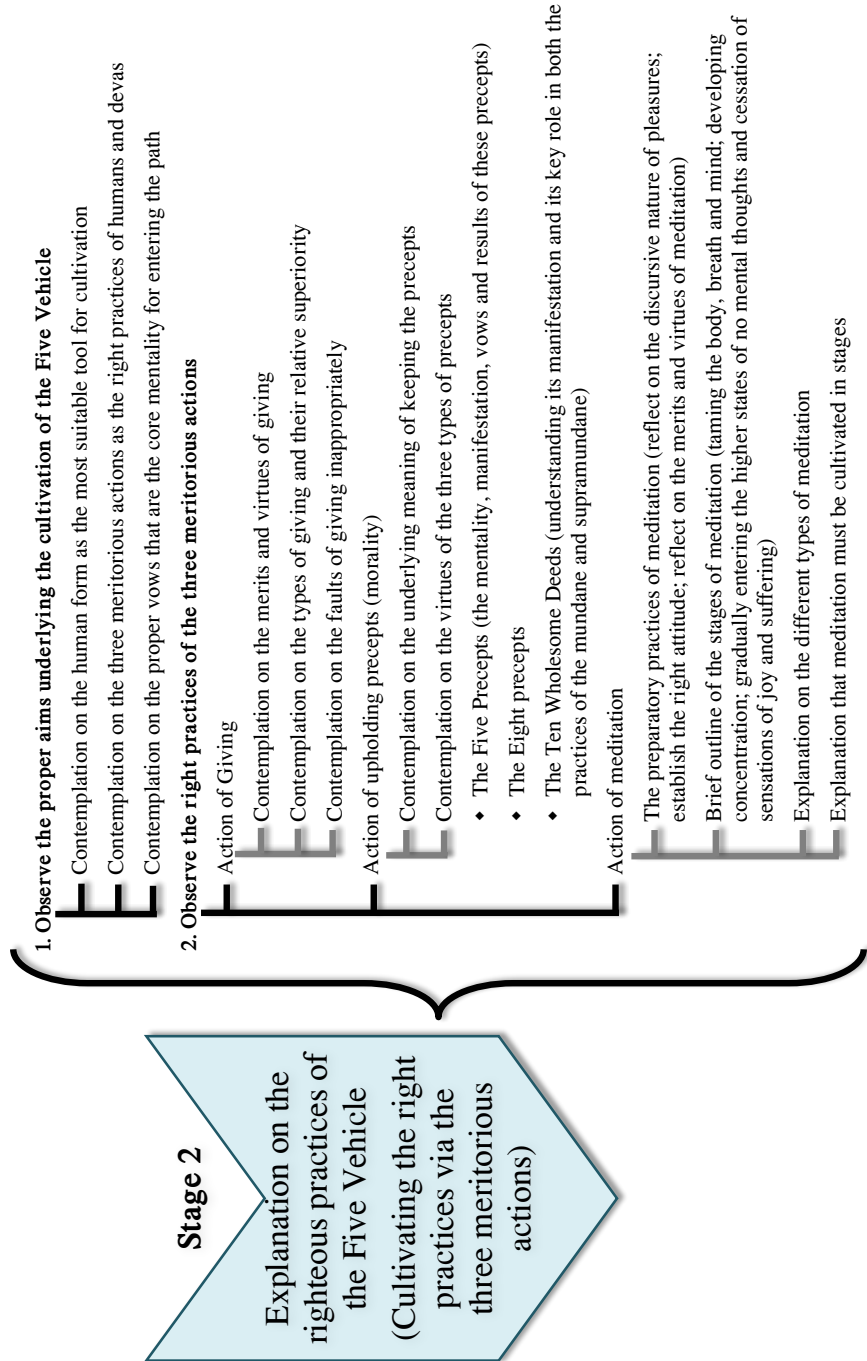 Stage 2
Explanation on the
righteous practices of
the Five Vehicle
(Cultivating the right
practices via the
three meritorious
actions)
1. Observe the proper aims underlying the cultivation of the Five Vehicle
Contemplation on the human form as the most suitable tool for cultivation
Contemplation on the three meritorious actions as the right practices of humans and devas
Contemplation on the proper vows that are the core mentality for entering the path
2. Observe the right practices of the three meritorious actions
Action of Giving
Contemplation on the merits and virtues of giving
Contemplation on the types of giving and their relative superiority
Contemplation on the faults of giving inappropriately
Action of upholding precepts (morality)
Contemplation on the underlying meaning of keeping the precepts
Contemplation on the virtues of the three types of precepts
◆ The Five Precepts (the mentality, manifestation, vows and results of these precepts)
◆ The Eight precepts
◆ The Ten Wholesome Deeds (understanding its manifestation and its key role in both the
practices of the mundane and supramundane)
Action of meditation
The preparatory practices of meditation (reflect on the discursive nature of pleasures;
establish the right attitude; reflect on the merits and virtues of meditation)
Brief outline of the stages of meditation (taming the body, breath and mind; developing
concentration; gradually entering the higher states of no mental thoughts and cessation of
sensations of joy and suffering)
Explanation on the different types of meditation
Explanation that meditation must be cultivated in stages